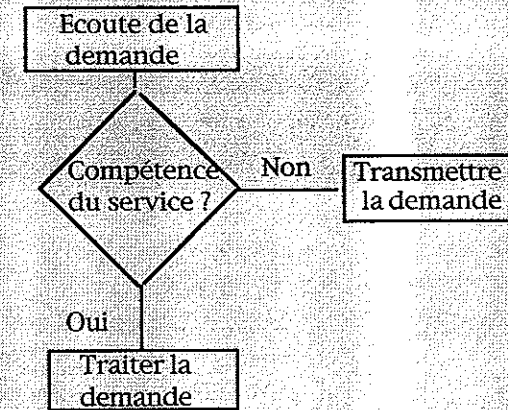 Ecoute de la
demande
Compétence
du service ?
Non
Transmettre
la demande
Oui
Traiter la
demande